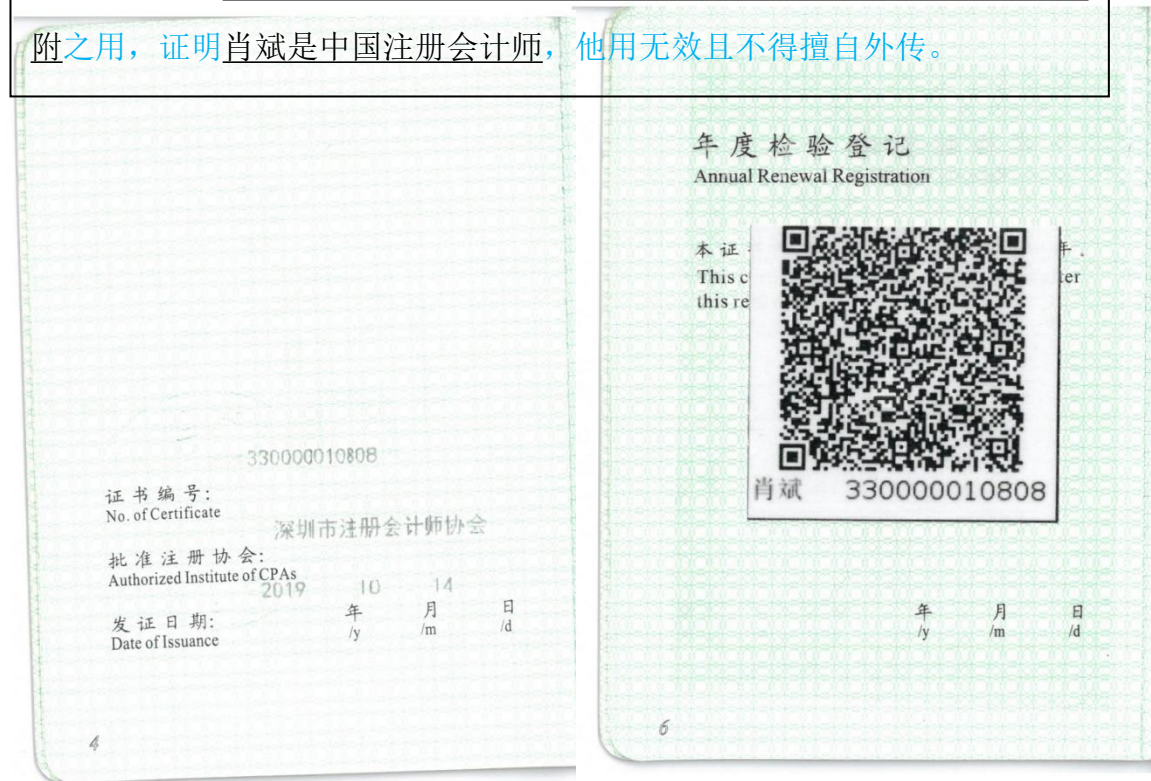 附之用，证明肖斌是中国注册会计师，他用无效且不得擅自外传。
330000010808
证书编号:
No. of Certificate
深圳市注册会计师协会
批准注册协会:
Authorized Institute of CPAs
2019 10 14
发证日期: 年 月 日
Date of Issuance /y /m /d
4
年度检验登记
Annual Renewal Registration
本证 年.
This c ter
this re
肖斌 330000010808
年 月 日
/y /m /d
6